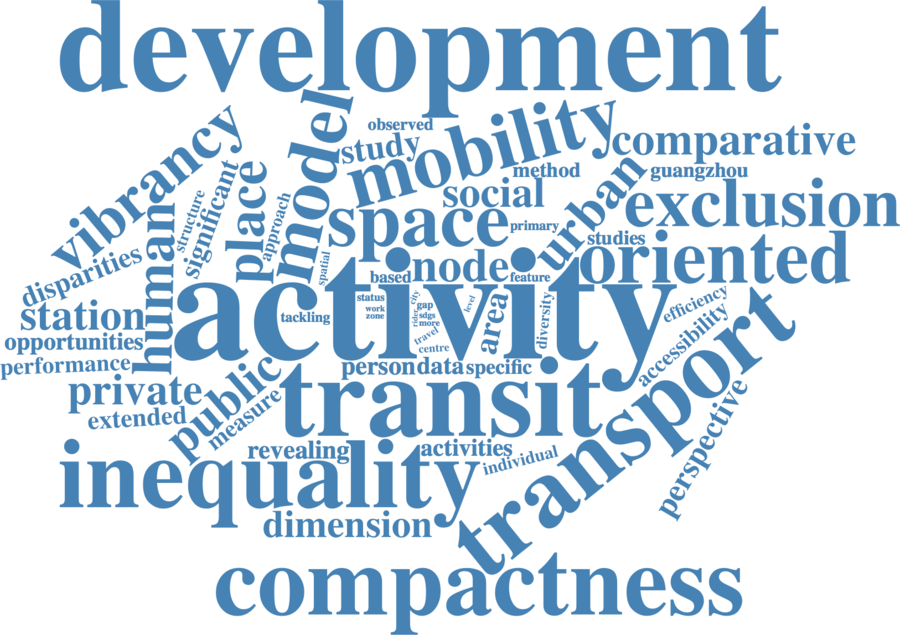 development
vibrancy
model
observed
study
mobility
comparative
method
guangzhou
structure
significant
place
approach
social
urban
exclusion
human
space
primary
studies
oriented
disparities
spatial
based
node
feature
activity
station
tackling
status
work
zone
city
rider
gap
sdgs
more
level
travel
centre
area
diversity
efficiency
opportunities
performance
accessibility
person
data
specific
private
public
transit
transport
extended
measure
perspective
revealing
activities
individual
inequality
dimension
compactness